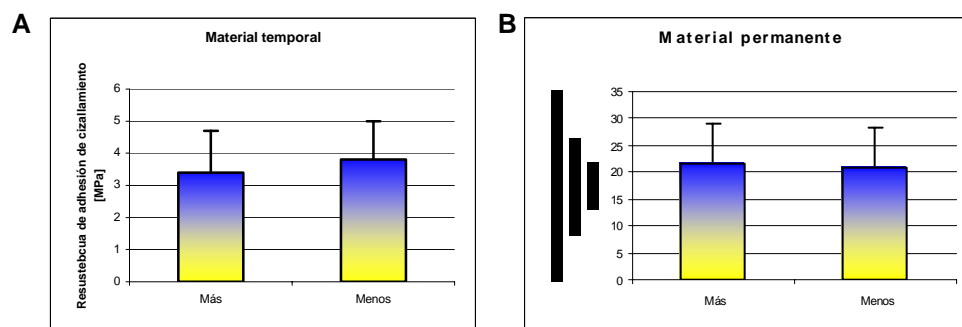 A
Material temporal
Resustebcua de adhesión de cizallamiento
[MPa]
6
5
4
3
2
1
0
Más
Menos
B
Material permanente
35
30
25
20
15
10
5
0
Más
Menos